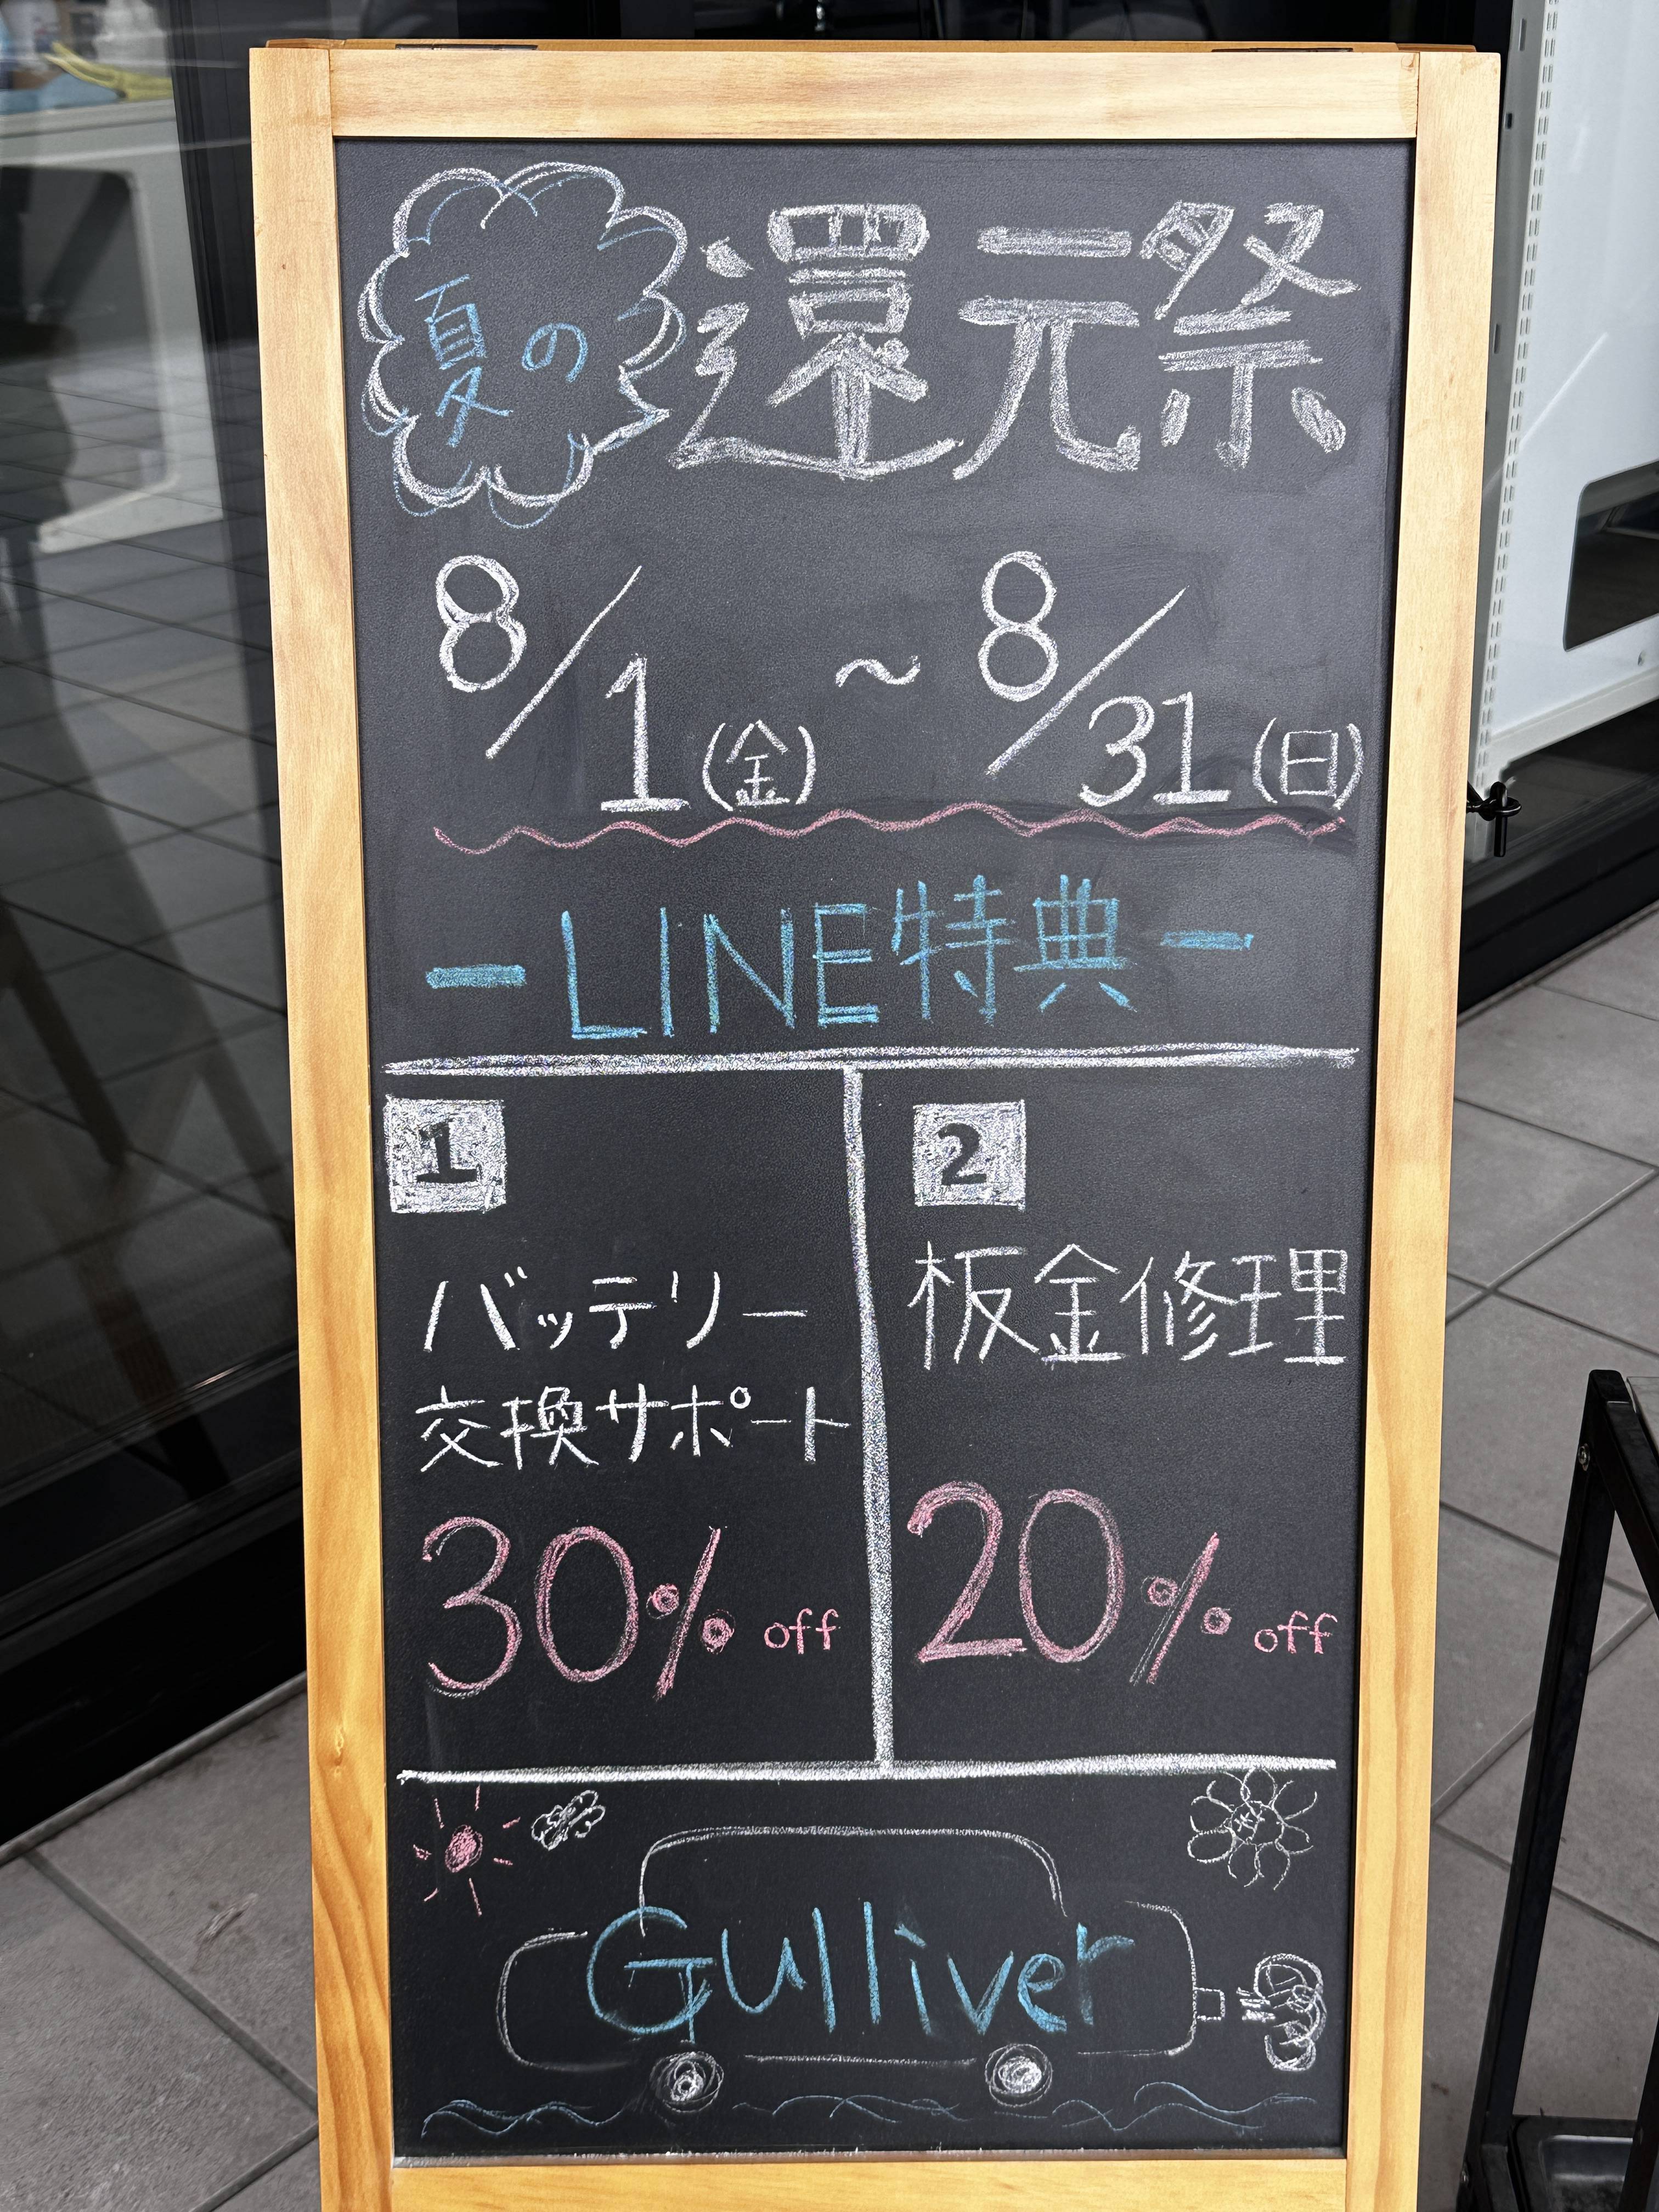 夏の還元祭
8/1(金)~8/31(日)
-LINE特典-
1
バッテリー
交換サポート
30% off
2
板金修理
20% off
Gulliver